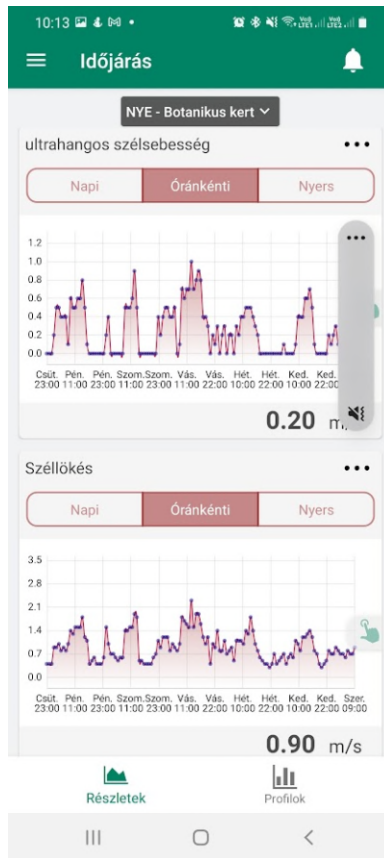 10:13
Időjárás
NYE - Botanikus kert
ultrahangos szélsebesség
Napi Óránkénti Nyers
1.2
1.0
0.8
0.6
0.4
0.2
0.0
Csüt. Pén. Pén. Szom. Szom. Vás. Vás. Hét. Hét. Ked. Ked.
23:00 11:00 23:00 11:00 23:00 11:00 22:00 10:00 22:00 10:00 22:00
0.20 m/
Széllökés
Napi Óránkénti Nyers
3.5
2.8
2.1
1.4
0.7
0.0
Csüt. Pén. Pén. Szom. Szom. Vás. Vás. Hét. Hét. Ked. Ked. Szer.
23:00 11:00 23:00 11:00 23:00 11:00 22:00 10:00 22:00 10:00 22:00 09:00
0.90 m/s
Részletek Profilok